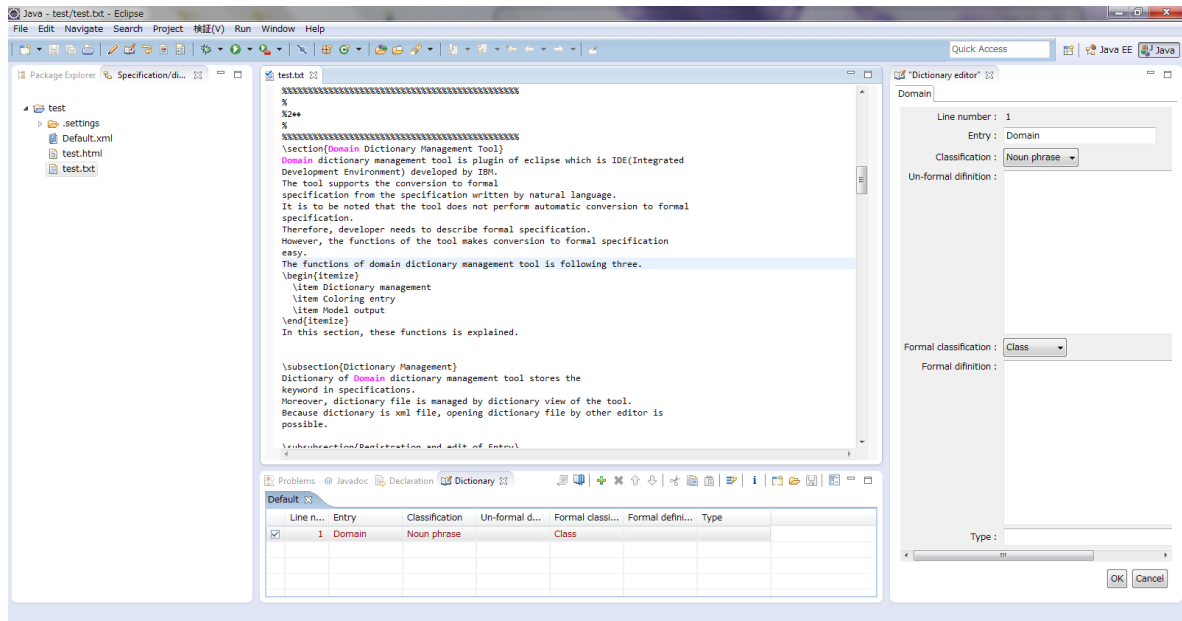 Java - test/test.txt - Eclipse
File Edit Navigate Search Project 検証(V) Run Window Help
Quick Access
Java EE
Java
Package Explorer
Specification/di...
test
.settings
Default.xml
test.html
test.txt
test.txt
%%%%%%%%%%%%%%%%%%%%%%%%%%%%%%%%%%%%%%%%%%%%%%%
%
%2++
%
%%%%%%%%%%%%%%%%%%%%%%%%%%%%%%%%%%%%%%%%%%%%%%%
\section{Domain Dictionary Management Tool}
Domain dictionary management tool is plugin of eclipse which is IDE(Integrated
Development Environment) developed by IBM.
The tool supports the conversion to formal
specification from the specification written by natural language.
It is to be noted that the tool does not perform automatic conversion to formal
specification.
Therefore, developer needs to describe formal specification.
However, the functions of the tool makes conversion to formal specification
easy.
The functions of domain dictionary management tool is following three.
\begin{itemize}
\item Dictionary management
\item Coloring entry
\item Model output
\end{itemize}
In this section, these functions is explained.
\subsection{Dictionary Management}
Dictionary of Domain dictionary management tool stores the
keyword in specifications.
Moreover, dictionary file is managed by dictionary view of the tool.
Because dictionary is xml file, opening dictionary file by other editor is
possible.
\subsubsection{Registration and edit of Entry}
Problems @ Javadoc Declaration Dictionary
Default
Line n... Entry Classification Un-formal d... Formal classi... Formal defini... Type
1 Domain Noun phrase Class
"Dictionary editor"
Domain
Line number : 1
Entry : Domain
Classification : Noun phrase
Un-formal difinition :
Formal classification : Class
Formal difinition :
Type :
OK Cancel